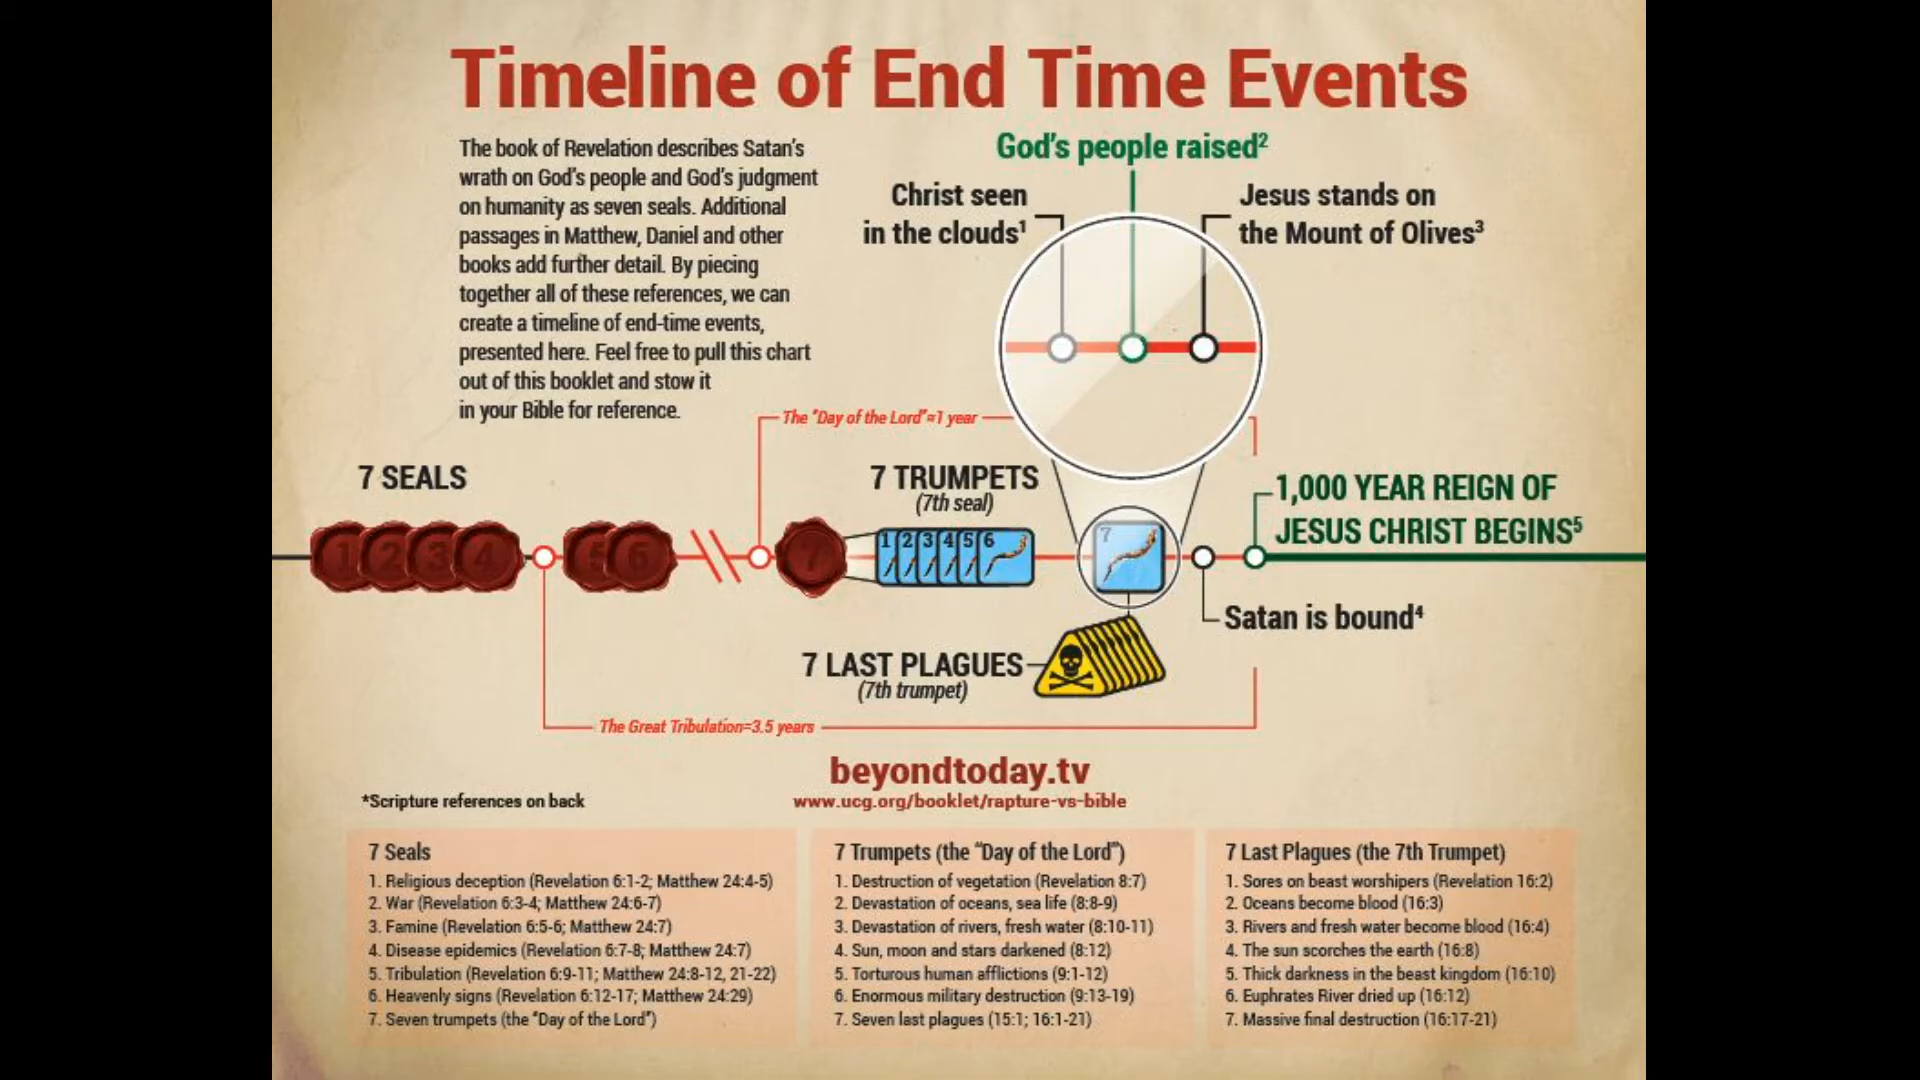 Timeline of End Time Events
The book of Revelation describes Satan's
wrath on God's people and God's judgment
on humanity as seven seals. Additional
passages in Matthew, Daniel and other
books add further detail. By piecing
together all of these references, we can
create a timeline of end-time events,
presented here. Feel free to pull this chart
out of this booklet and stow it
in your Bible for reference.
God's people raised²
Christ seen
in the clouds¹
Jesus stands on
the Mount of Olives³
The "Day of the Lord"=1 year
7 SEALS
7 TRUMPETS
(7th seal)
1,000 YEAR REIGN OF
JESUS CHRIST BEGINS⁵
1 2 3 4 5 6 7
1 2 3 4 5 6
7
Satan is bound⁴
7 LAST PLAGUES
(7th trumpet)
The Great Tribulation=3.5 years
beyondtoday.tv
www.ucg.org/booklet/rapture-vs-bible
*Scripture references on back
7 Seals
1. Religious deception (Revelation 6:1-2; Matthew 24:4-5)
2. War (Revelation 6:3-4; Matthew 24:6-7)
3. Famine (Revelation 6:5-6; Matthew 24:7)
4. Disease epidemics (Revelation 6:7-8; Matthew 24:7)
5. Tribulation (Revelation 6:9-11; Matthew 24:8-12, 21-22)
6. Heavenly signs (Revelation 6:12-17; Matthew 24:29)
7. Seven trumpets (the "Day of the Lord")
7 Trumpets (the "Day of the Lord")
1. Destruction of vegetation (Revelation 8:7)
2. Devastation of oceans, sea life (8:8-9)
3. Devastation of rivers, fresh water (8:10-11)
4. Sun, moon and stars darkened (8:12)
5. Torturous human afflictions (9:1-12)
6. Enormous military destruction (9:13-19)
7. Seven last plagues (15:1; 16:1-21)
7 Last Plagues (the 7th Trumpet)
1. Sores on beast worshipers (Revelation 16:2)
2. Oceans become blood (16:3)
3. Rivers and fresh water become blood (16:4)
4. The sun scorches the earth (16:8)
5. Thick darkness in the beast kingdom (16:10)
6. Euphrates River dried up (16:12)
7. Massive final destruction (16:17-21)